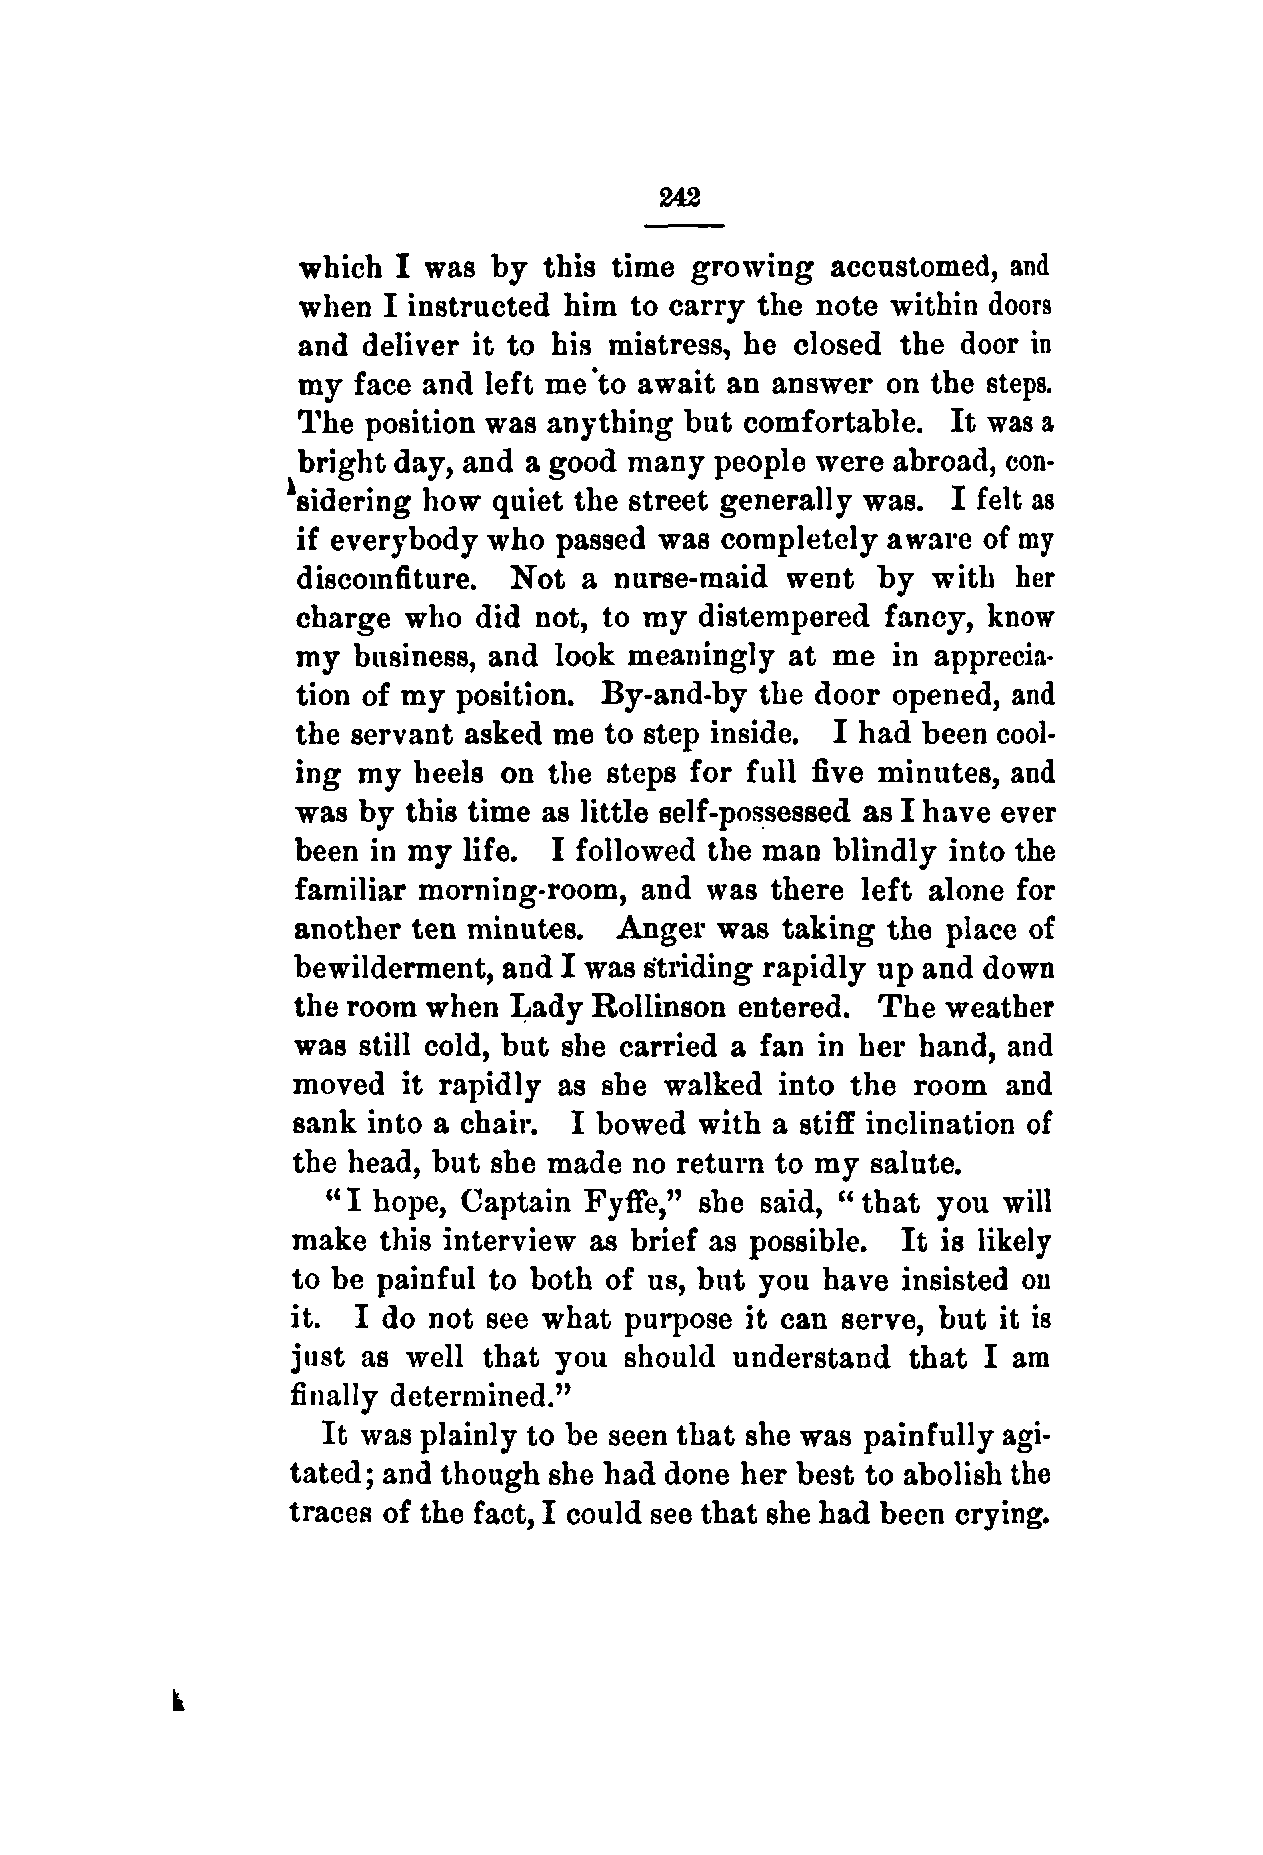 242
which I was by this time growing accustomed, and
when I instructed him to carry the note within doors
and deliver it to his mistress, he closed the door in
my face and left me to await an answer on the steps.
The position was anything but comfortable. It was a
bright day, and a good many people were abroad, con-
sidering how quiet the street generally was. I felt as
if everybody who passed was completely aware of my
discomfiture. Not a nurse-maid went by with her
charge who did not, to my distempered fancy, know
my business, and look meaningly at me in apprecia-
tion of my position. By-and-by the door opened, and
the servant asked me to step inside. I had been cool-
ing my heels on the steps for full five minutes, and
was by this time as little self-possessed as I have ever
been in my life. I followed the man blindly into the
familiar morning-room, and was there left alone for
another ten minutes. Anger was taking the place of
bewilderment, and I was striding rapidly up and down
the room when Lady Rollinson entered. The weather
was still cold, but she carried a fan in her hand, and
moved it rapidly as she walked into the room and
sank into a chair. I bowed with a stiff inclination of
the head, but she made no return to my salute.
“I hope, Captain Fyffe,” she said, “that you will
make this interview as brief as possible. It is likely
to be painful to both of us, but you have insisted on
it. I do not see what purpose it can serve, but it is
just as well that you should understand that I am
finally determined.”
It was plainly to be seen that she was painfully agi-
tated; and though she had done her best to abolish the
traces of the fact, I could see that she had been crying.